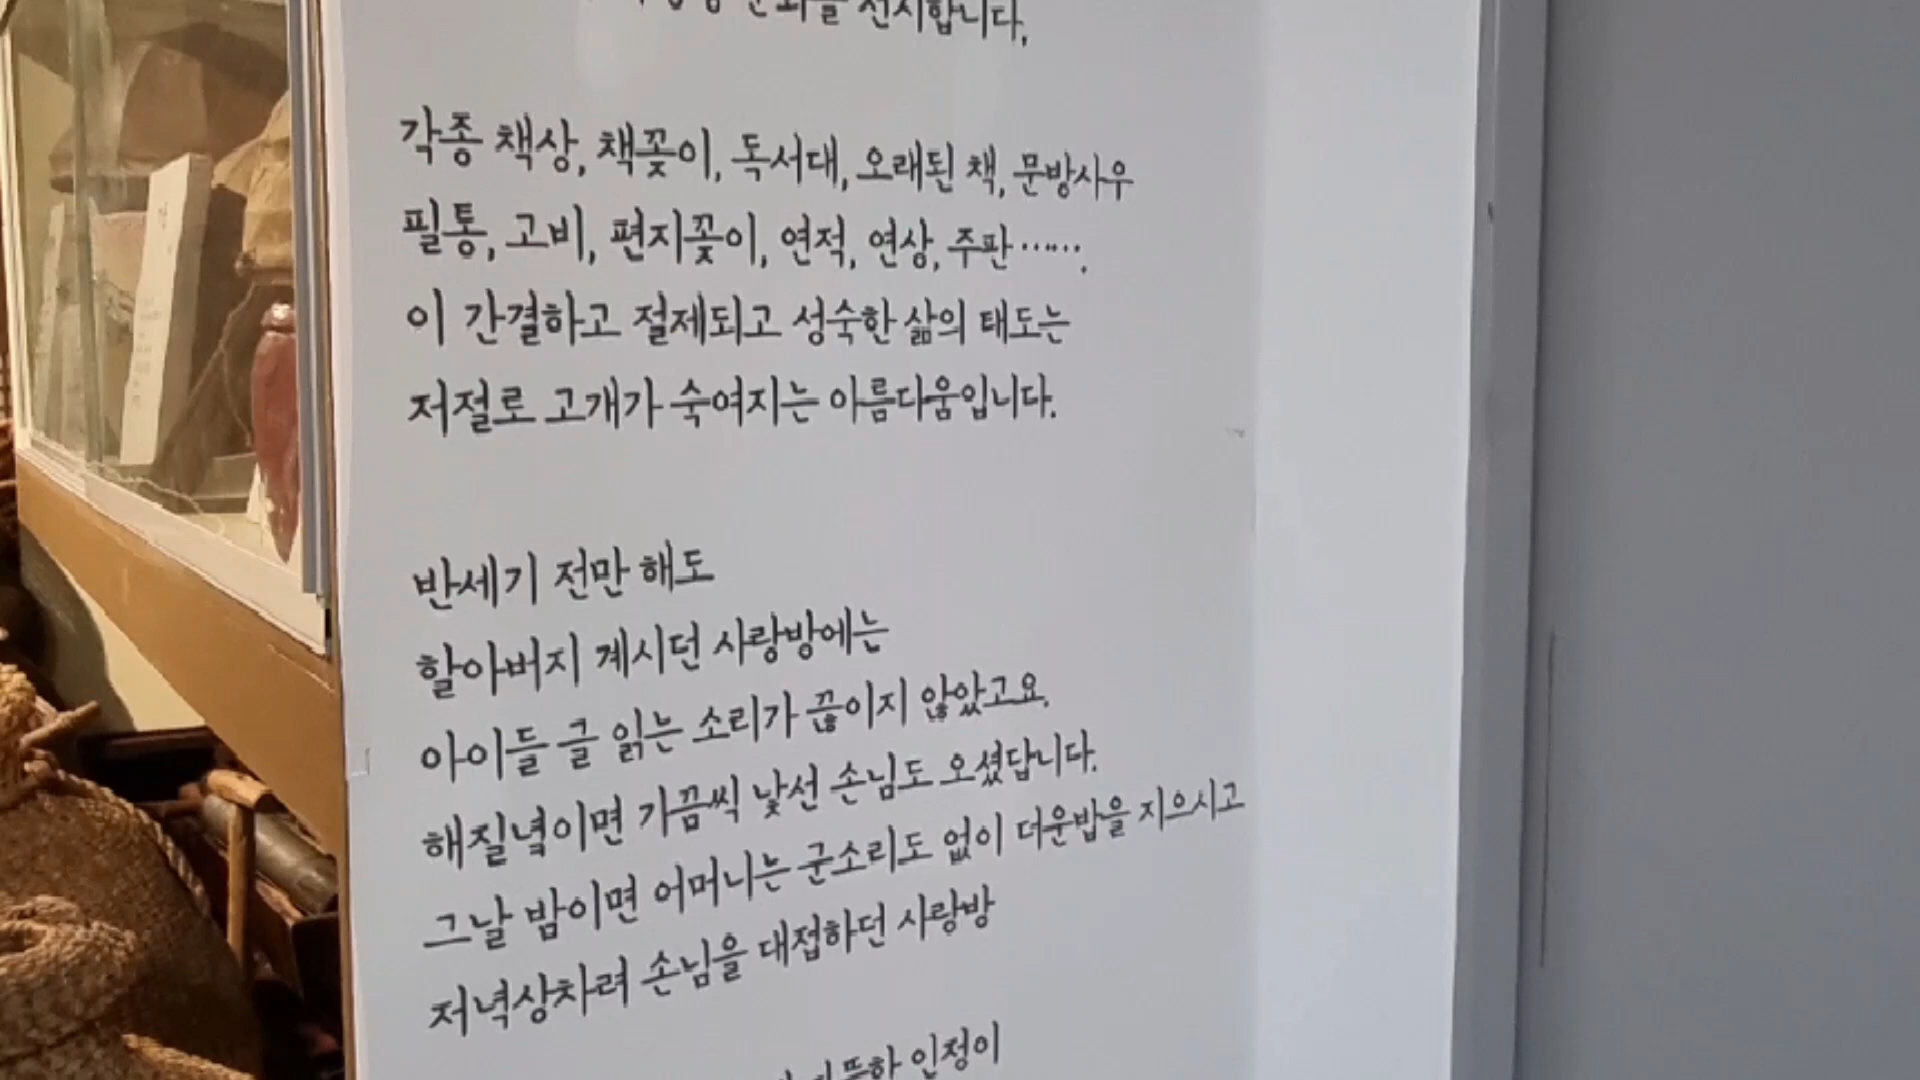 문화를 전시합니다.
각종 책상, 책꽂이, 독서대, 오래된 책, 문방사우
필통, 고비, 편지꽂이, 연적, 연상, 주판…….
이 간결하고 절제되고 성숙한 삶의 태도는
저절로 고개가 숙여지는 아름다움입니다.
반세기 전만 해도
할아버지 계시던 사랑방에는
아이들 글 읽는 소리가 끊이지 않았고요.
해질녘이면 가끔씩 낯선 손님도 오셨답니다.
그날 밤이면 어머니는 군소리도 없이 더운밥을 지으시고
저녁상차려 손님을 대접하던 사랑방
인정이